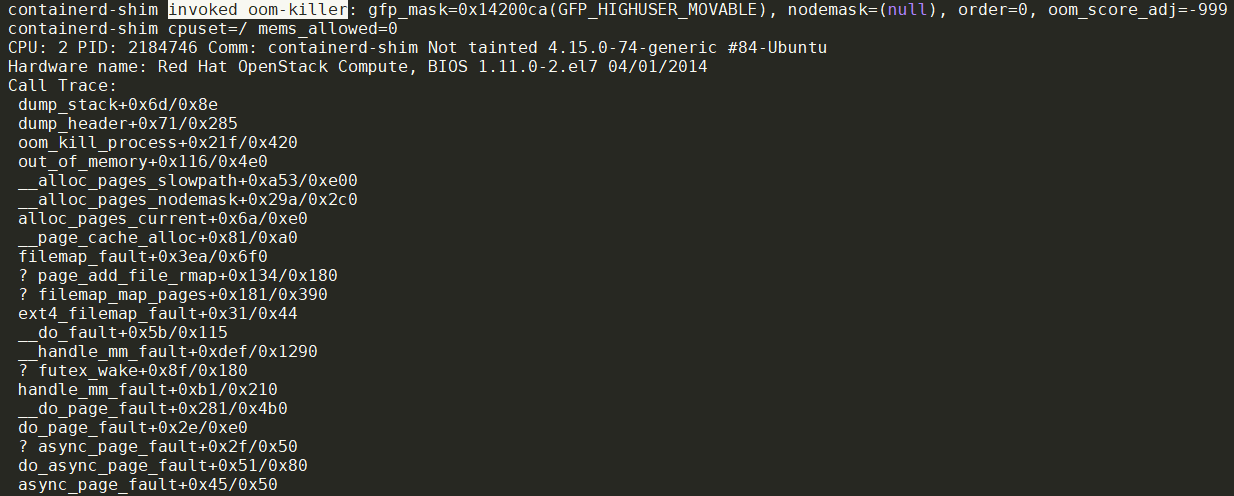 containerd-shim invoked oom-killer: gfp_mask=0x14200ca(GFP_HIGHUSER_MOVABLE), nodemask=(null), order=0, oom_score_adj=-999
containerd-shim cpuset=/ mems_allowed=0
CPU: 2 PID: 2184746 Comm: containerd-shim Not tainted 4.15.0-74-generic #84-Ubuntu
Hardware name: Red Hat OpenStack Compute, BIOS 1.11.0-2.el7 04/01/2014
Call Trace:
 dump_stack+0x6d/0x8e
 dump_header+0x71/0x285
 oom_kill_process+0x21f/0x420
 out_of_memory+0x116/0x4e0
 __alloc_pages_slowpath+0xa53/0xe00
 __alloc_pages_nodemask+0x29a/0x2c0
 alloc_pages_current+0x6a/0xe0
 __page_cache_alloc+0x81/0xa0
 filemap_fault+0x3ea/0x6f0
 ? page_add_file_rmap+0x134/0x180
 ? filemap_map_pages+0x181/0x390
 ext4_filemap_fault+0x31/0x44
 __do_fault+0x5b/0x115
 __handle_mm_fault+0xdef/0x1290
 ? futex_wake+0x8f/0x180
 handle_mm_fault+0xb1/0x210
 __do_page_fault+0x281/0x4b0
 do_page_fault+0x2e/0xe0
 ? async_page_fault+0x2f/0x50
 do_async_page_fault+0x51/0x80
 async_page_fault+0x45/0x50